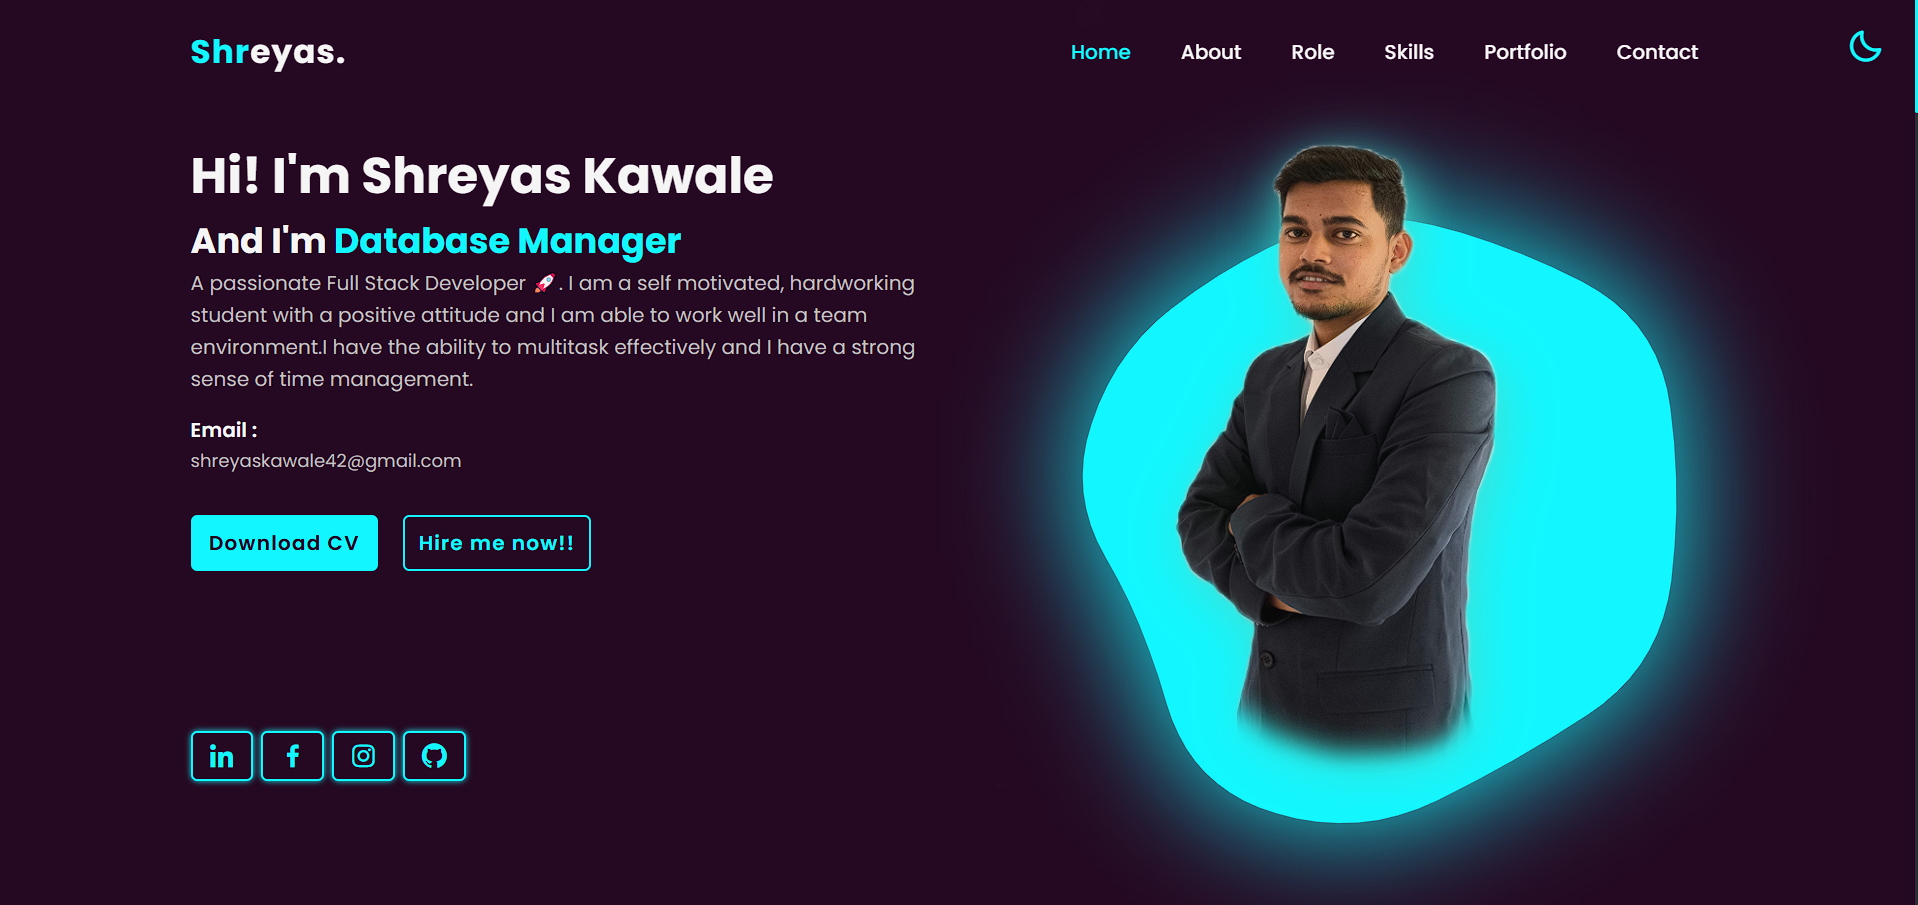 Shreyas.
Home About Role Skills Portfolio Contact
Hi! I'm Shreyas Kawale
And I'm Database Manager
A passionate Full Stack Developer 🚀. I am a self motivated, hardworking
student with a positive attitude and I am able to work well in a team
environment.I have the ability to multitask effectively and I have a strong
sense of time management.
Email :
shreyaskawale42@gmail.com
Download CV
Hire me now!!